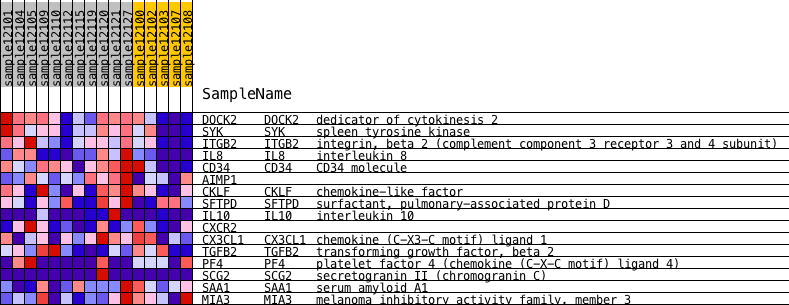 sample12101
sample12104
sample12105
sample12109
sample12110
sample12112
sample12115
sample12119
sample12120
sample12121
sample12127
sample12100
sample12102
sample12103
sample12107
sample12108
SampleName
DOCK2 DOCK2 dedicator of cytokinesis 2
SYK SYK spleen tyrosine kinase
ITGB2 ITGB2 integrin, beta 2 (complement component 3 receptor 3 and 4 subunit)
IL8 IL8 interleukin 8
CD34 CD34 CD34 molecule
AIMP1
CKLF CKLF chemokine-like factor
SFTPD SFTPD surfactant, pulmonary-associated protein D
IL10 IL10 interleukin 10
CXCR2
CX3CL1 CX3CL1 chemokine (C-X3-C motif) ligand 1
TGFB2 TGFB2 transforming growth factor, beta 2
PF4 PF4 platelet factor 4 (chemokine (C-X-C motif) ligand 4)
SCG2 SCG2 secretogranin II (chromogranin C)
SAA1 SAA1 serum amyloid A1
MIA3 MIA3 melanoma inhibitory activity family, member 3